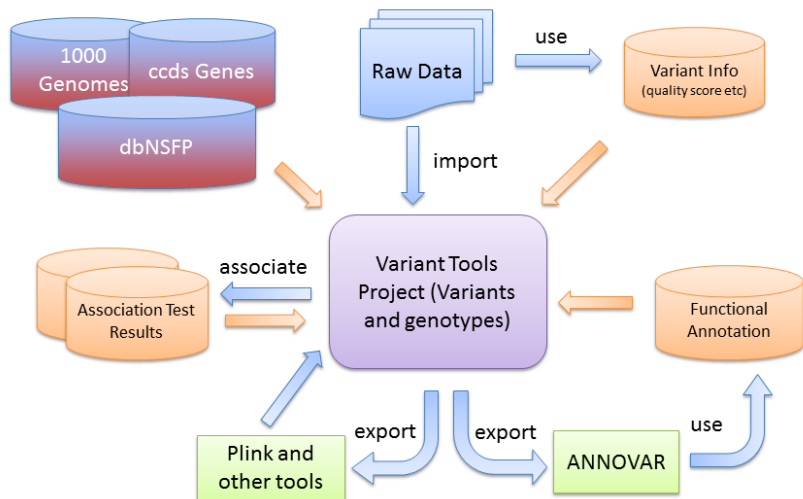 1000
Genomes
ccds Genes
dbNSFP
Raw Data
use
Variant Info
(quality score etc)
import
associate
Association Test
Results
Variant Tools
Project (Variants
and genotypes)
Functional
Annotation
export
export
use
Plink and
other tools
ANNOVAR